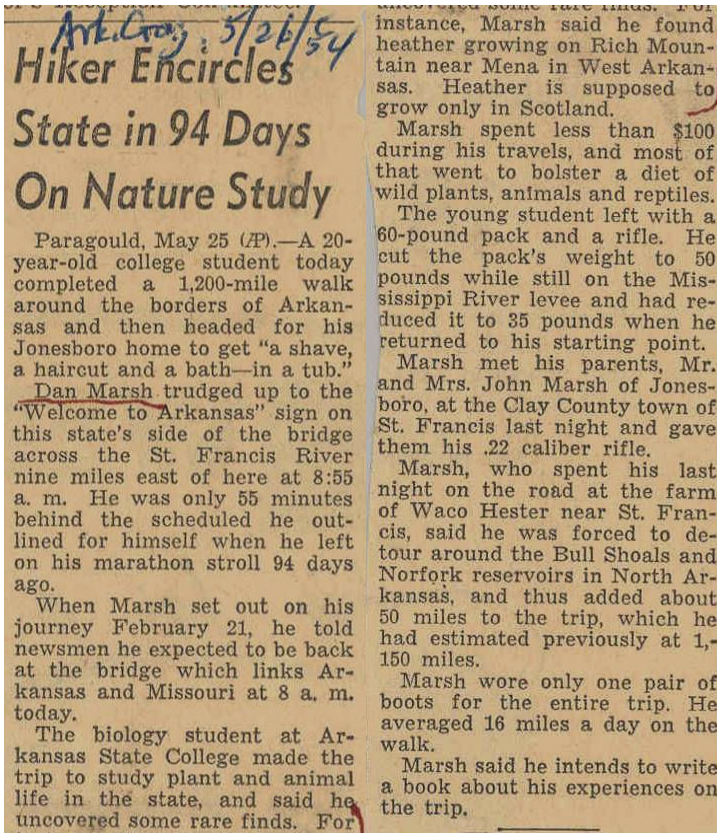 Ark. Gaz. 5/26/54
Hiker Encircles
State in 94 Days
On Nature Study
Paragould, May 25 (AP).—A 20-
year-old college student today
completed a 1,200-mile walk
around the borders of Arkan-
sas and then headed for his
Jonesboro home to get "a shave,
a haircut and a bath—in a tub."
Dan Marsh trudged up to the
"Welcome to Arkansas" sign on
this state's side of the bridge
across the St. Francis River
nine miles east of here at 8:55
a. m. He was only 55 minutes
behind the scheduled he out-
lined for himself when he left
on his marathon stroll 94 days
ago.
When Marsh set out on his
journey February 21, he told
newsmen he expected to be back
at the bridge which links Ar-
kansas and Missouri at 8 a. m.
today.
The biology student at Ar-
kansas State College made the
trip to study plant and animal
life in the state, and said he
uncovered some rare finds. For
uncovered some rare finds. For
instance, Marsh said he found
heather growing on Rich Moun-
tain near Mena in West Arkan-
sas. Heather is supposed to
grow only in Scotland.
Marsh spent less than $100
during his travels, and most of
that went to bolster a diet of
wild plants, animals and reptiles.
The young student left with a
60-pound pack and a rifle. He
cut the pack's weight to 50
pounds while still on the Mis-
sissippi River levee and had re-
duced it to 35 pounds when he
returned to his starting point.
Marsh met his parents, Mr.
and Mrs. John Marsh of Jones-
boro, at the Clay County town of
St. Francis last night and gave
them his .22 caliber rifle.
Marsh, who spent his last
night on the road at the farm
of Waco Hester near St. Fran-
cis, said he was forced to de-
tour around the Bull Shoals and
Norfork reservoirs in North Ar-
kansas, and thus added about
50 miles to the trip, which he
had estimated previously at 1,-
150 miles.
Marsh wore only one pair of
boots for the entire trip. He
averaged 16 miles a day on the
walk.
Marsh said he intends to write
a book about his experiences on
the trip.